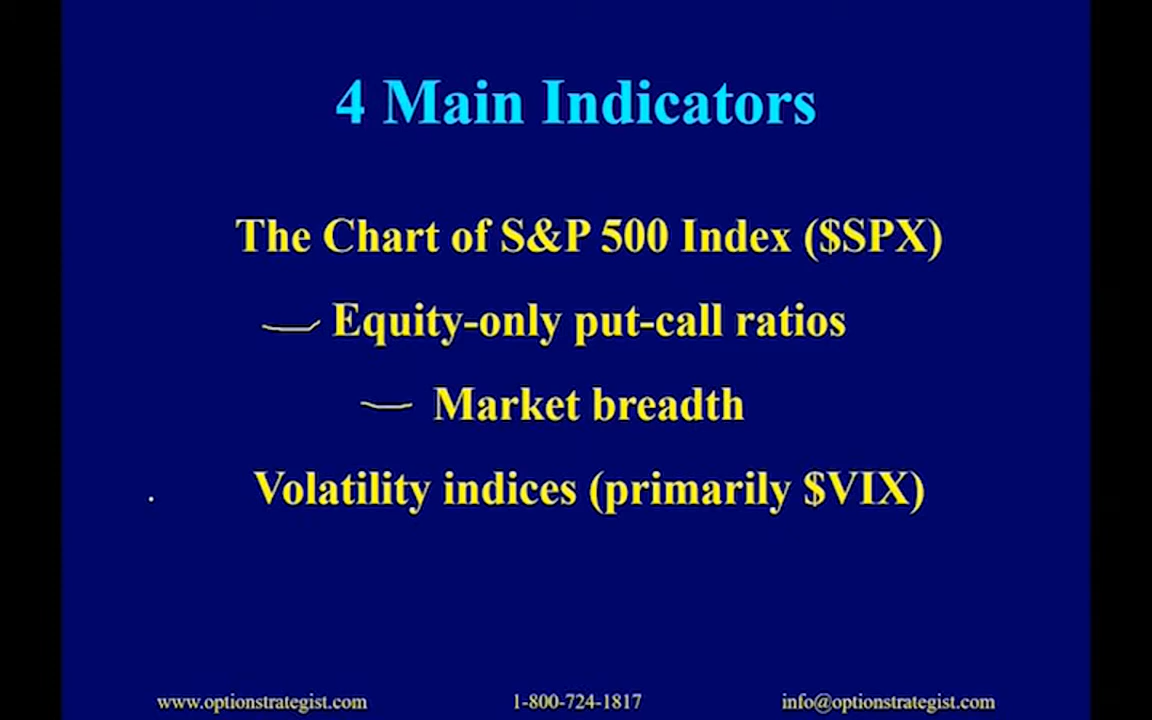 4 Main Indicators
The Chart of S&P 500 Index ($SPX)
Equity-only put-call ratios
Market breadth
Volatility indices (primarily $VIX)
www.optionstrategist.com 1-800-724-1817 info@optionstrategist.com